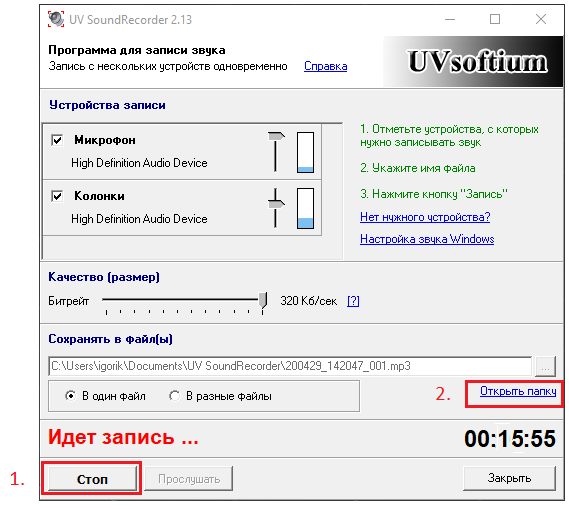 UV SoundRecorder 2.13
Программа для записи звука
Запись с нескольких устройств одновременно Справка
UVsoftium
Устройства записи
Микрофон
High Definition Audio Device
Колонки
High Definition Audio Device
1. Отметьте устройства, с которых
нужно записывать звук
2. Укажите имя файла
3. Нажмите кнопку "Запись"
Нет нужного устройства?
Настройка звука Windows
Качество (размер)
Битрейт 320 Кб/сек [?]
Сохранять в файл(ы)
C:\Users\igorik\Documents\UV SoundRecorder\200429_142047_001.mp3 ...
В один файл В разные файлы
2. Открыть папку
Идет запись ... 00:15:55
1. Стоп Прослушать Закрыть